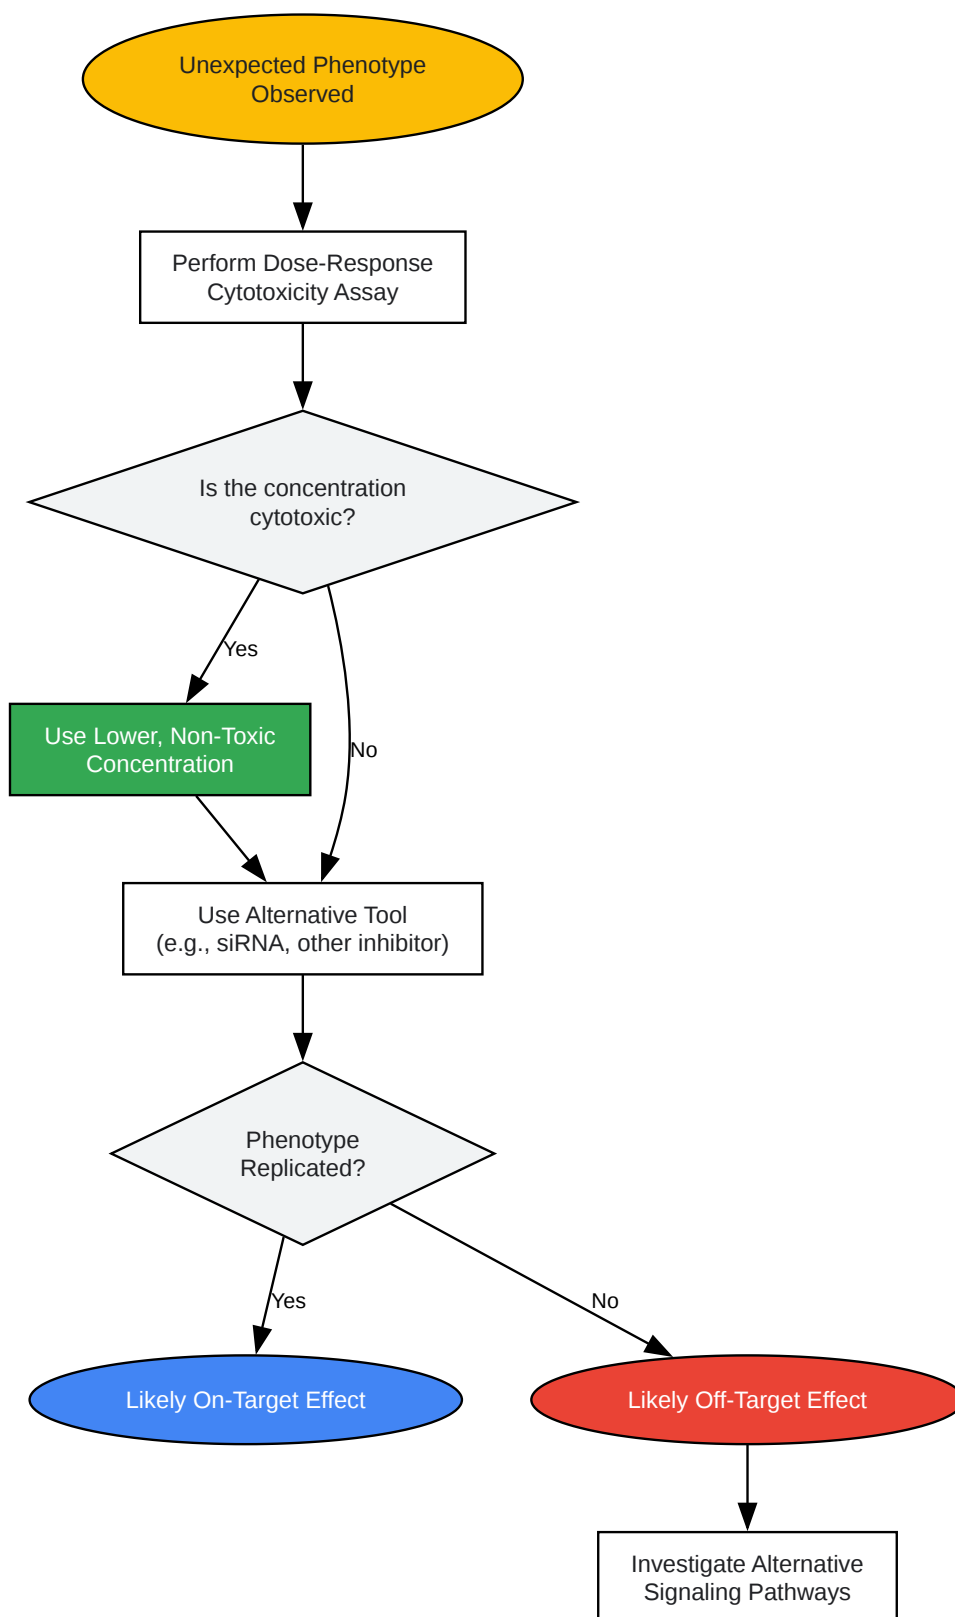 Unexpected Phenotype
Observed
Perform Dose-Response
Cytotoxicity Assay
Is the concentration
cytotoxic?
Yes
Use Lower, Non-Toxic
Concentration
No
Use Alternative Tool
(e.g., siRNA, other inhibitor)
Phenotype
Replicated?
Yes
No
Likely On-Target Effect
Likely Off-Target Effect
Investigate Alternative
Signaling Pathways